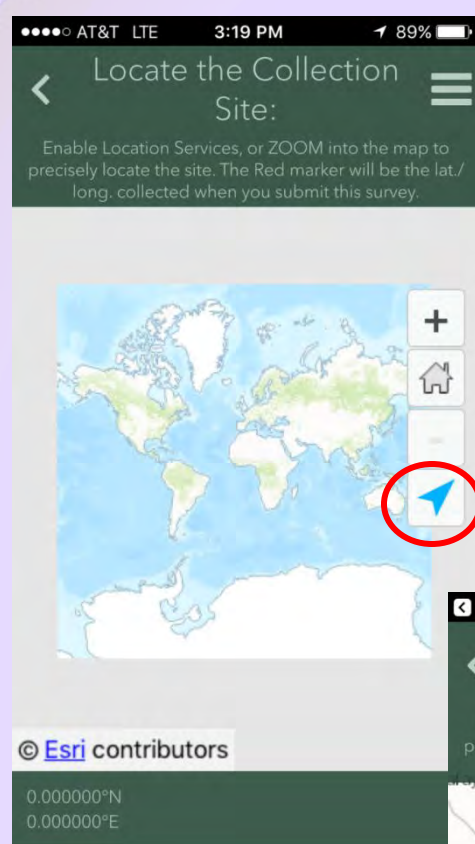 ●●●●○ AT&T LTE 3:19 PM 89%
Locate the Collection
Site:
Enable Location Services, or ZOOM into the map to
precisely locate the site. The Red marker will be the lat./
long. collected when you submit this survey.
+
-
© Esri contributors
0.000000°N
0.000000°E
p